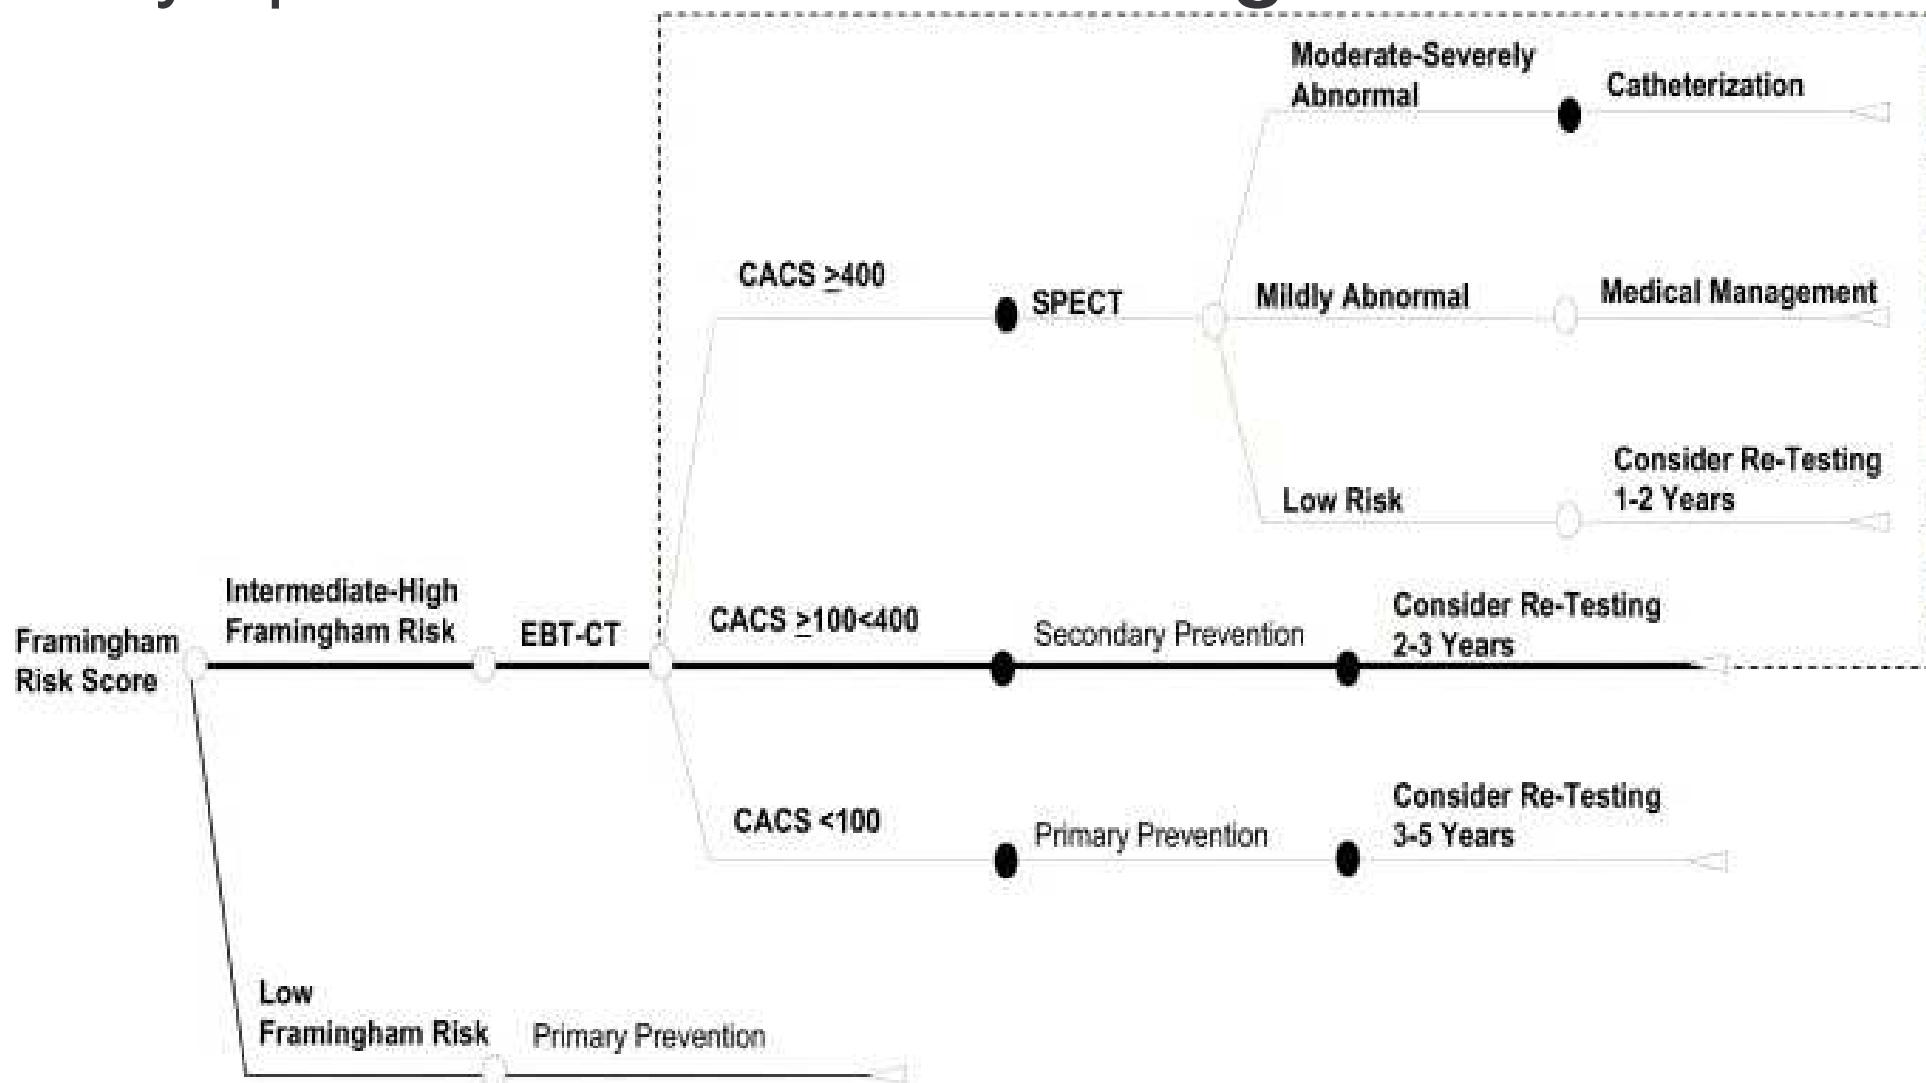 Moderate-Severely
Abnormal
Catheterization
CACS ≥400
SPECT
Mildly Abnormal
Medical Management
Low Risk
Consider Re-Testing
1-2 Years
Framingham
Risk Score
Intermediate-High
Framingham Risk
EBT-CT
CACS ≥100<400
Secondary Prevention
Consider Re-Testing
2-3 Years
CACS <100
Primary Prevention
Consider Re-Testing
3-5 Years
Low
Framingham Risk
Primary Prevention